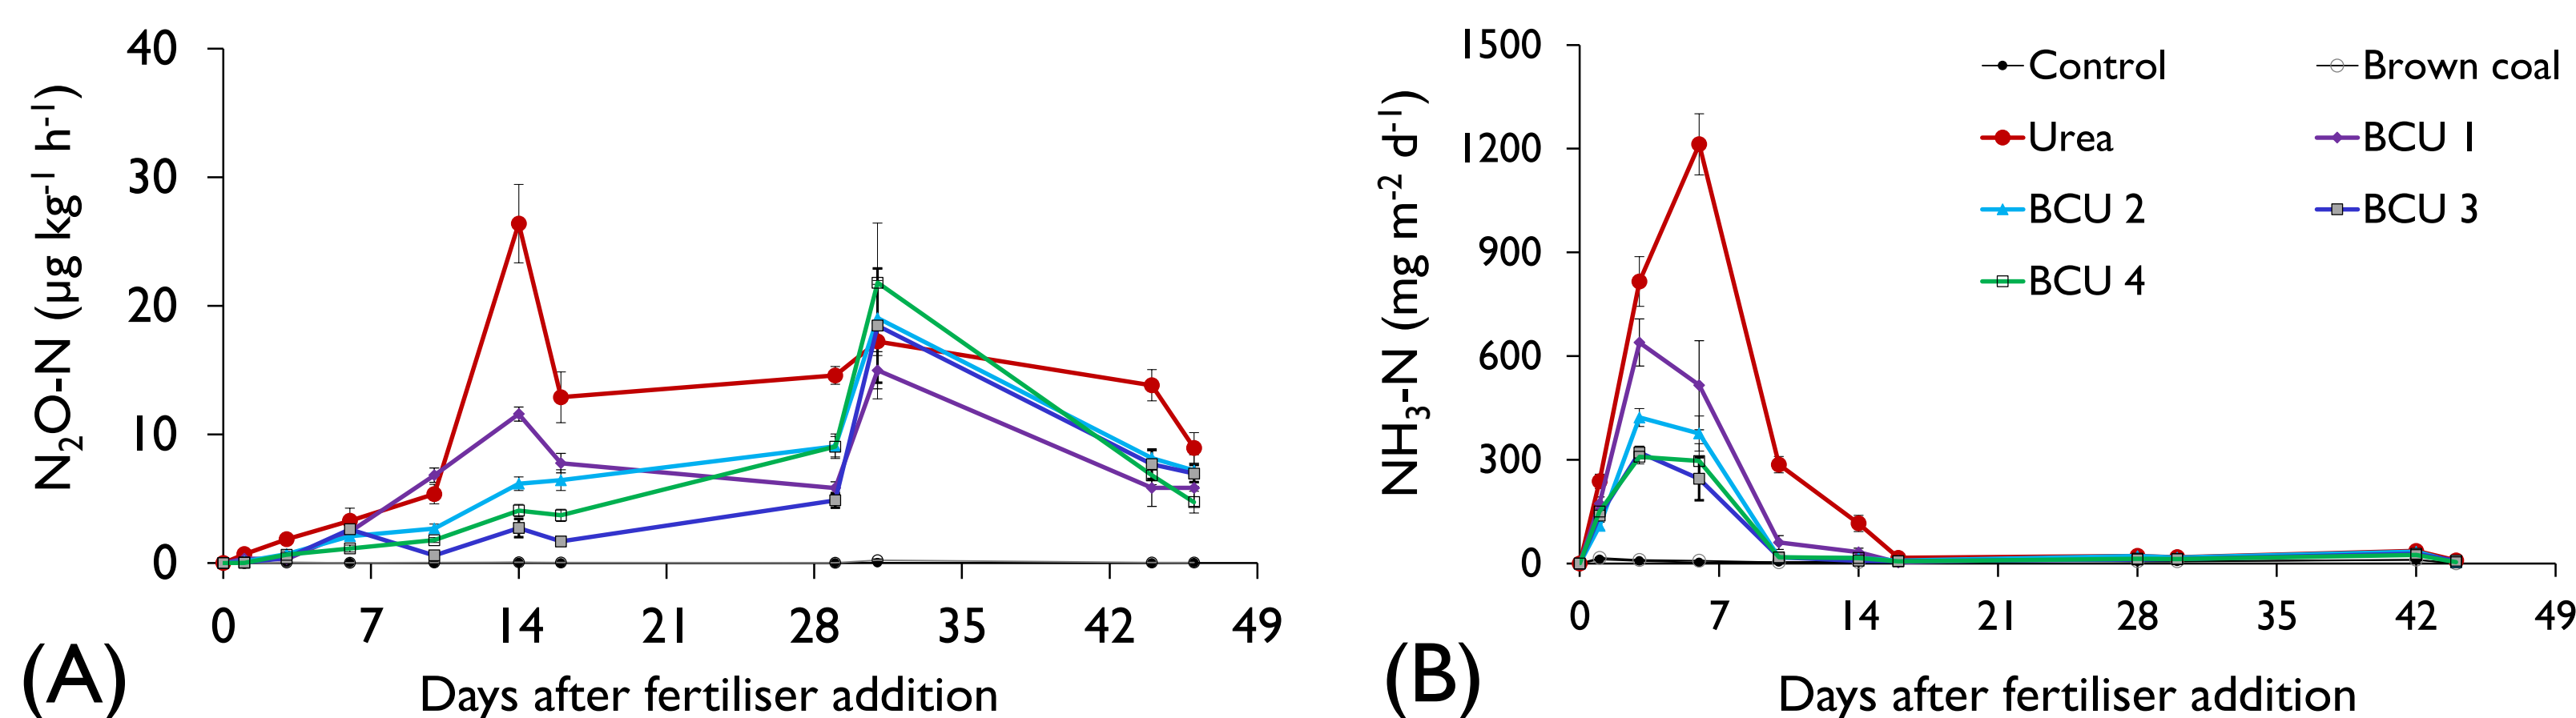 N₂O-N (µg kg⁻¹ h⁻¹)
40
30
20
10
0
0 7 14 21 28 35 42 49
Days after fertiliser addition
(A)
NH₃-N (mg m⁻² d⁻¹)
1500
1200
900
600
300
0
0 7 14 21 28 35 42 49
Days after fertiliser addition
(B)
Control Brown coal
Urea BCU 1
BCU 2 BCU 3
BCU 4